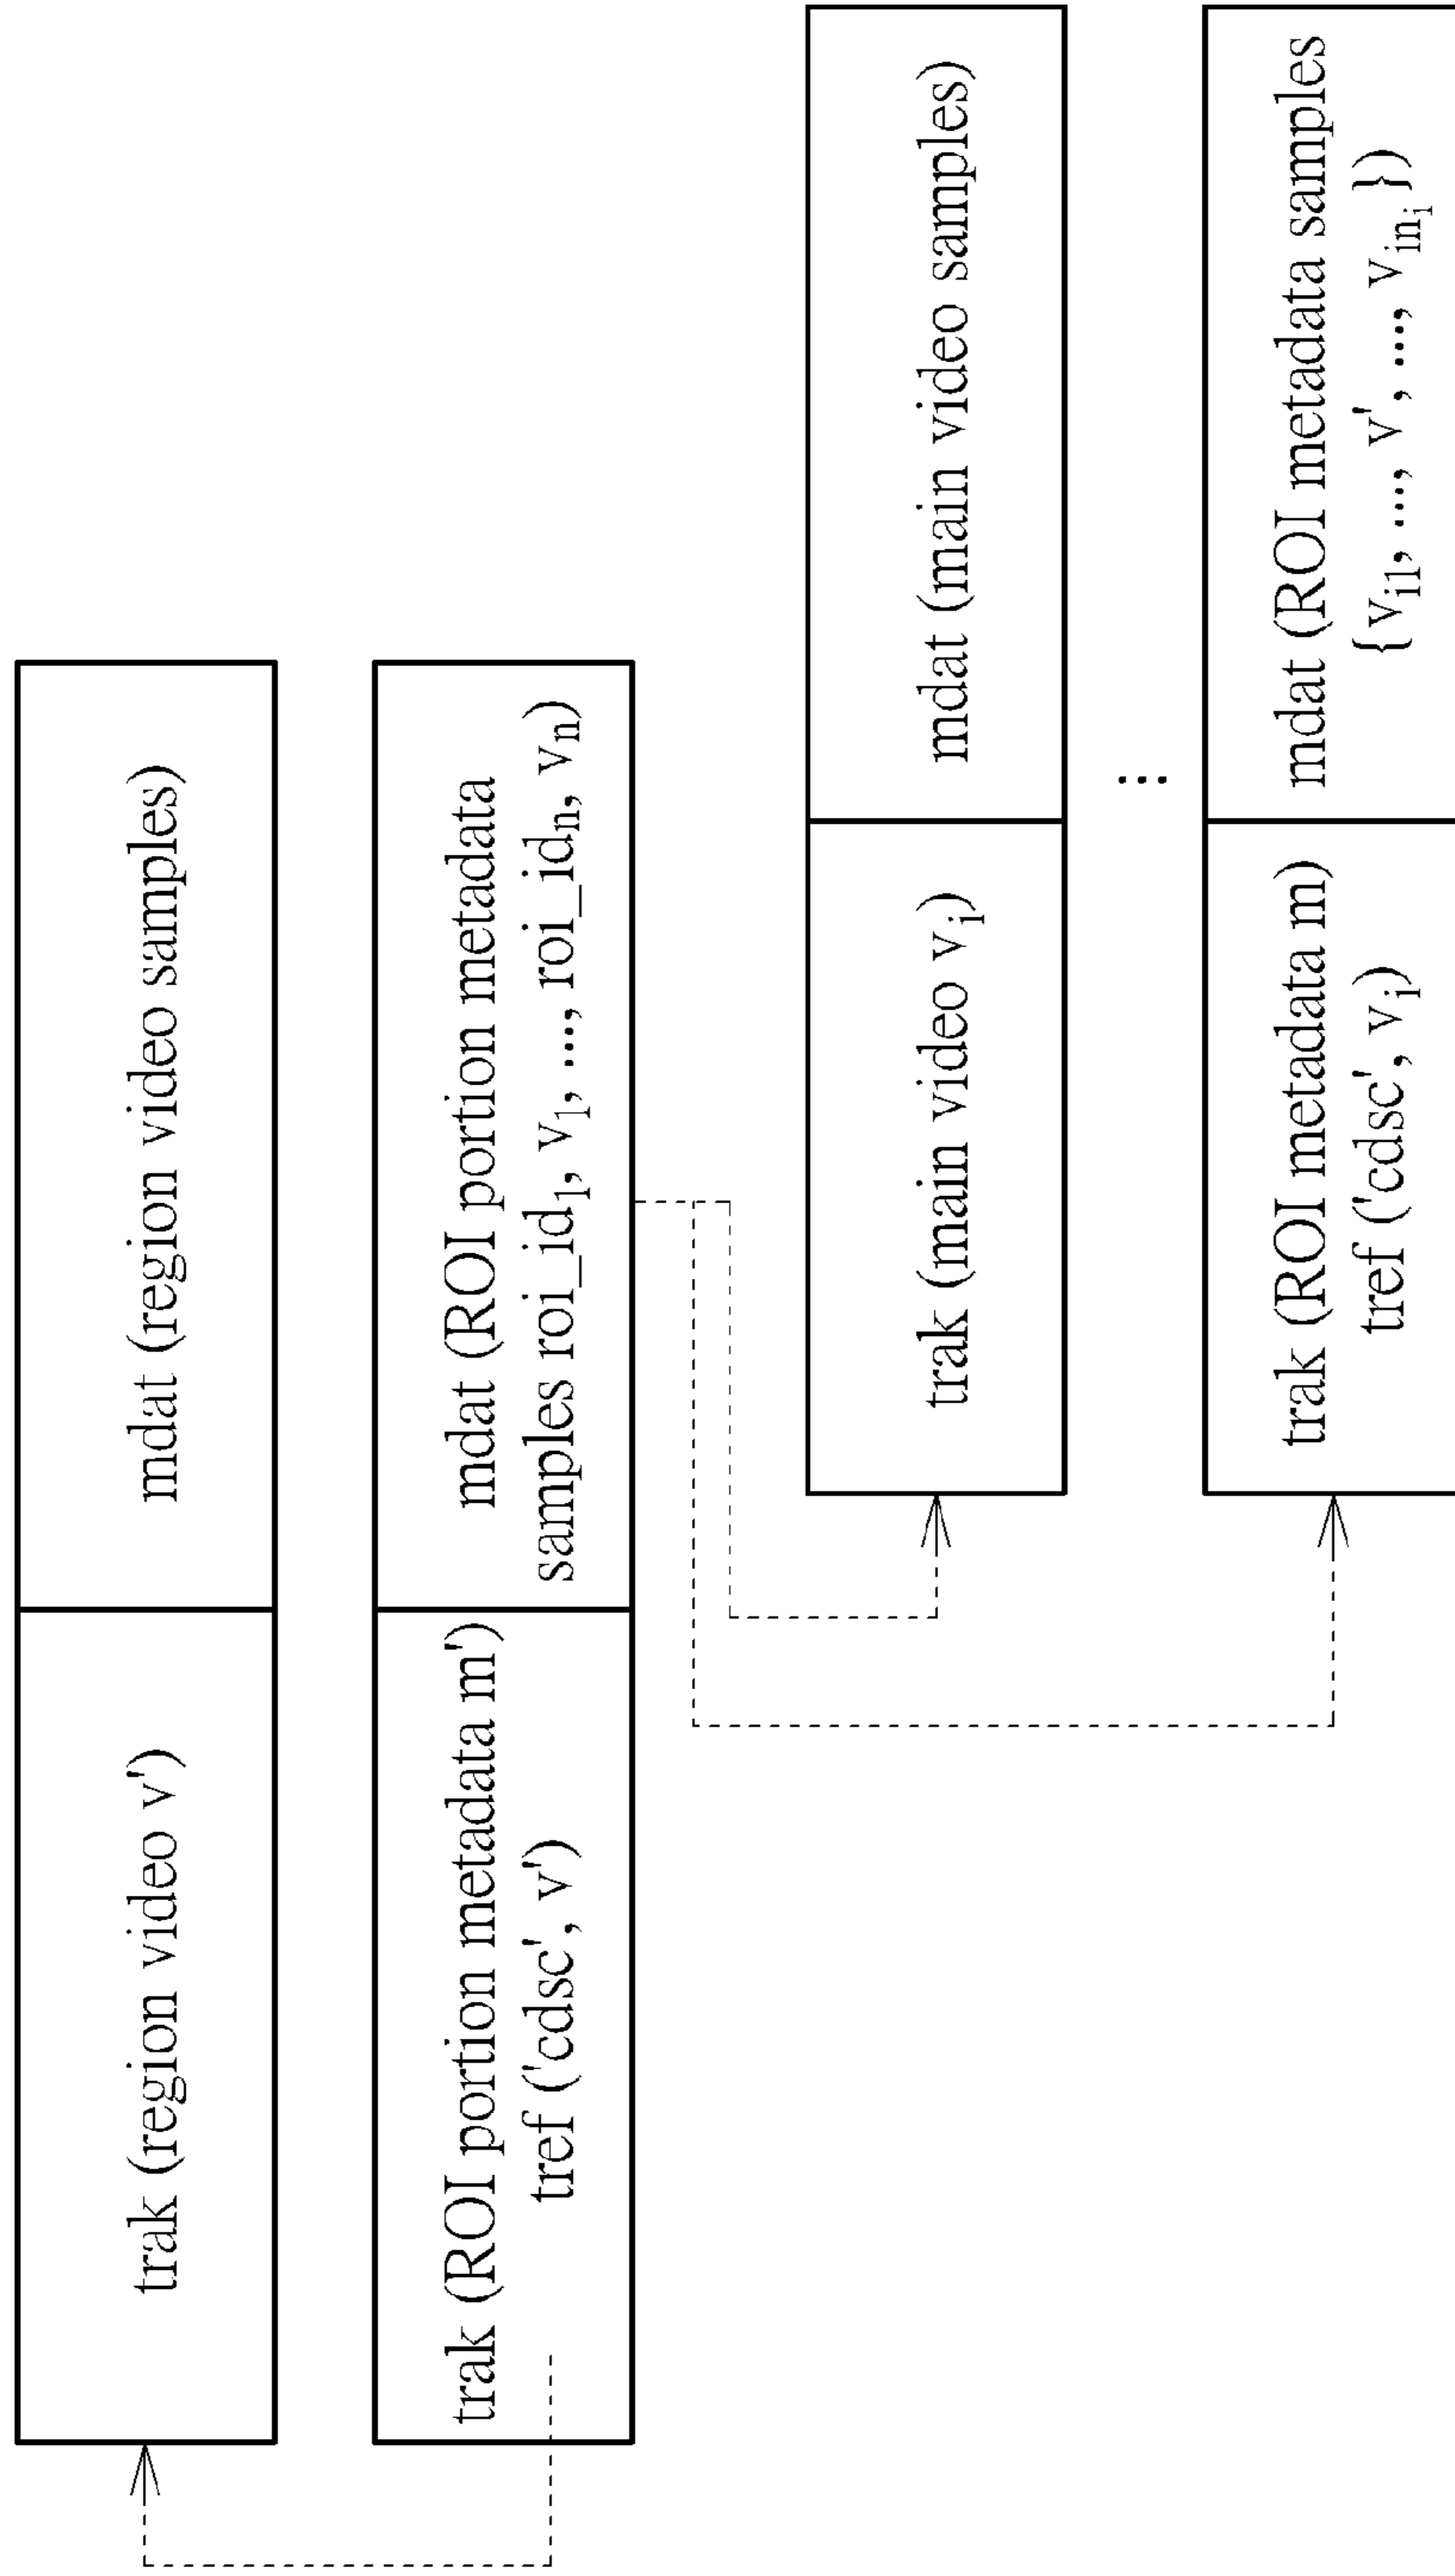 trak (region video v')
mdat (region video samples)
trak (ROI portion metadata m')
tref ('cdsc', v')
mdat (ROI portion metadata
samples roi_id₁, v₁, ..., roi_idₙ, vₙ)
trak (main video vᵢ)
mdat (main video samples)
...
trak (ROI metadata m)
tref ('cdsc', vᵢ)
mdat (ROI metadata samples
{vᵢ₁, ..., v', ..., v_{in_i} })